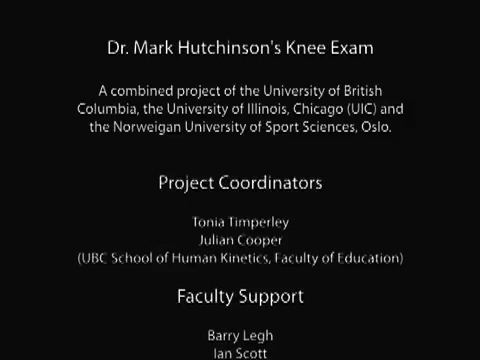 Dr. Mark Hutchinson's Knee Exam
A combined project of the University of British
Columbia, the University of Illinois, Chicago (UIC) and
the Norweigan University of Sport Sciences, Oslo.
Project Coordinators
Tonia Timperley
Julian Cooper
(UBC School of Human Kinetics, Faculty of Education)
Faculty Support
Barry Legh
Ian Scott